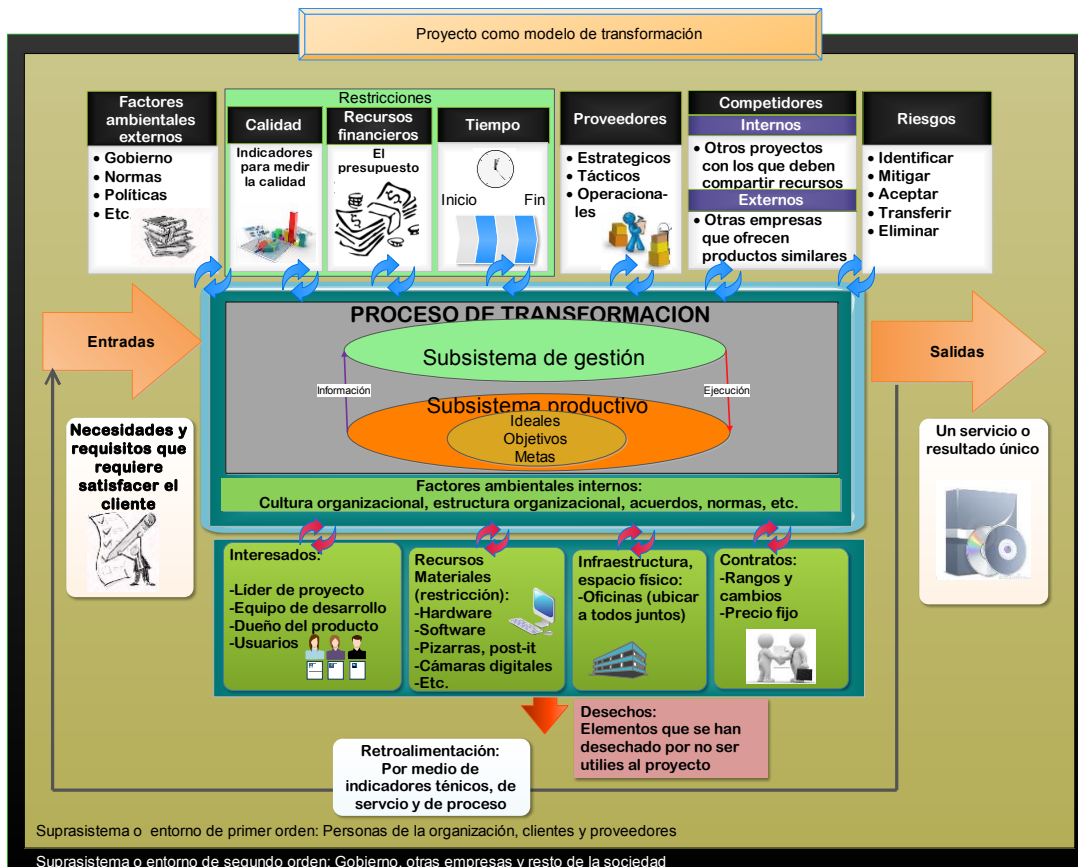 Proyecto como modelo de transformación
Factores
ambientales
externos
• Gobierno
• Normas
• Políticas
• Etc.
Restricciones
Calidad
Indicadores
para medir
la calidad
Recursos
financieros
El
presupuesto
Tiempo
Inicio Fin
Proveedores
• Estrategicos
• Tácticos
• Operaciona-
les
Competidores
Internos
• Otros proyectos
con los que deben
compartir recursos
Externos
• Otras empresas
que ofrecen
productos similares
Riesgos
• Identificar
• Mitigar
• Aceptar
• Transferir
• Eliminar
Entradas
PROCESO DE TRANSFORMACION
Subsistema de gestión
Información
Ejecución
Subsistema productivo
Ideales
Objetivos
Metas
Salidas
Necesidades y
requisitos que
requiere
satisfacer el
cliente
Un servicio o
resultado único
Factores ambientales internos:
Cultura organizacional, estructura organizacional, acuerdos, normas, etc.
Interesados:
-Líder de proyecto
-Equipo de desarrollo
-Dueño del producto
-Usuarios
Recursos
Materiales
(restricción):
-Hardware
-Software
-Pizarras, post-it
-Cámaras digitales
-Etc.
Infraestructura,
espacio físico:
-Oficinas (ubicar
a todos juntos)
Contratos:
-Rangos y
cambios
-Precio fijo
Desechos:
Elementos que se han
desechado por no ser
utilies al proyecto
Retroalimentación:
Por medio de
indicadores ténicos, de
servcio y de proceso
Suprasistema o entorno de primer orden: Personas de la organización, clientes y proveedores
Suprasistema o entorno de segundo orden: Gobierno, otras empresas y resto de la sociedad